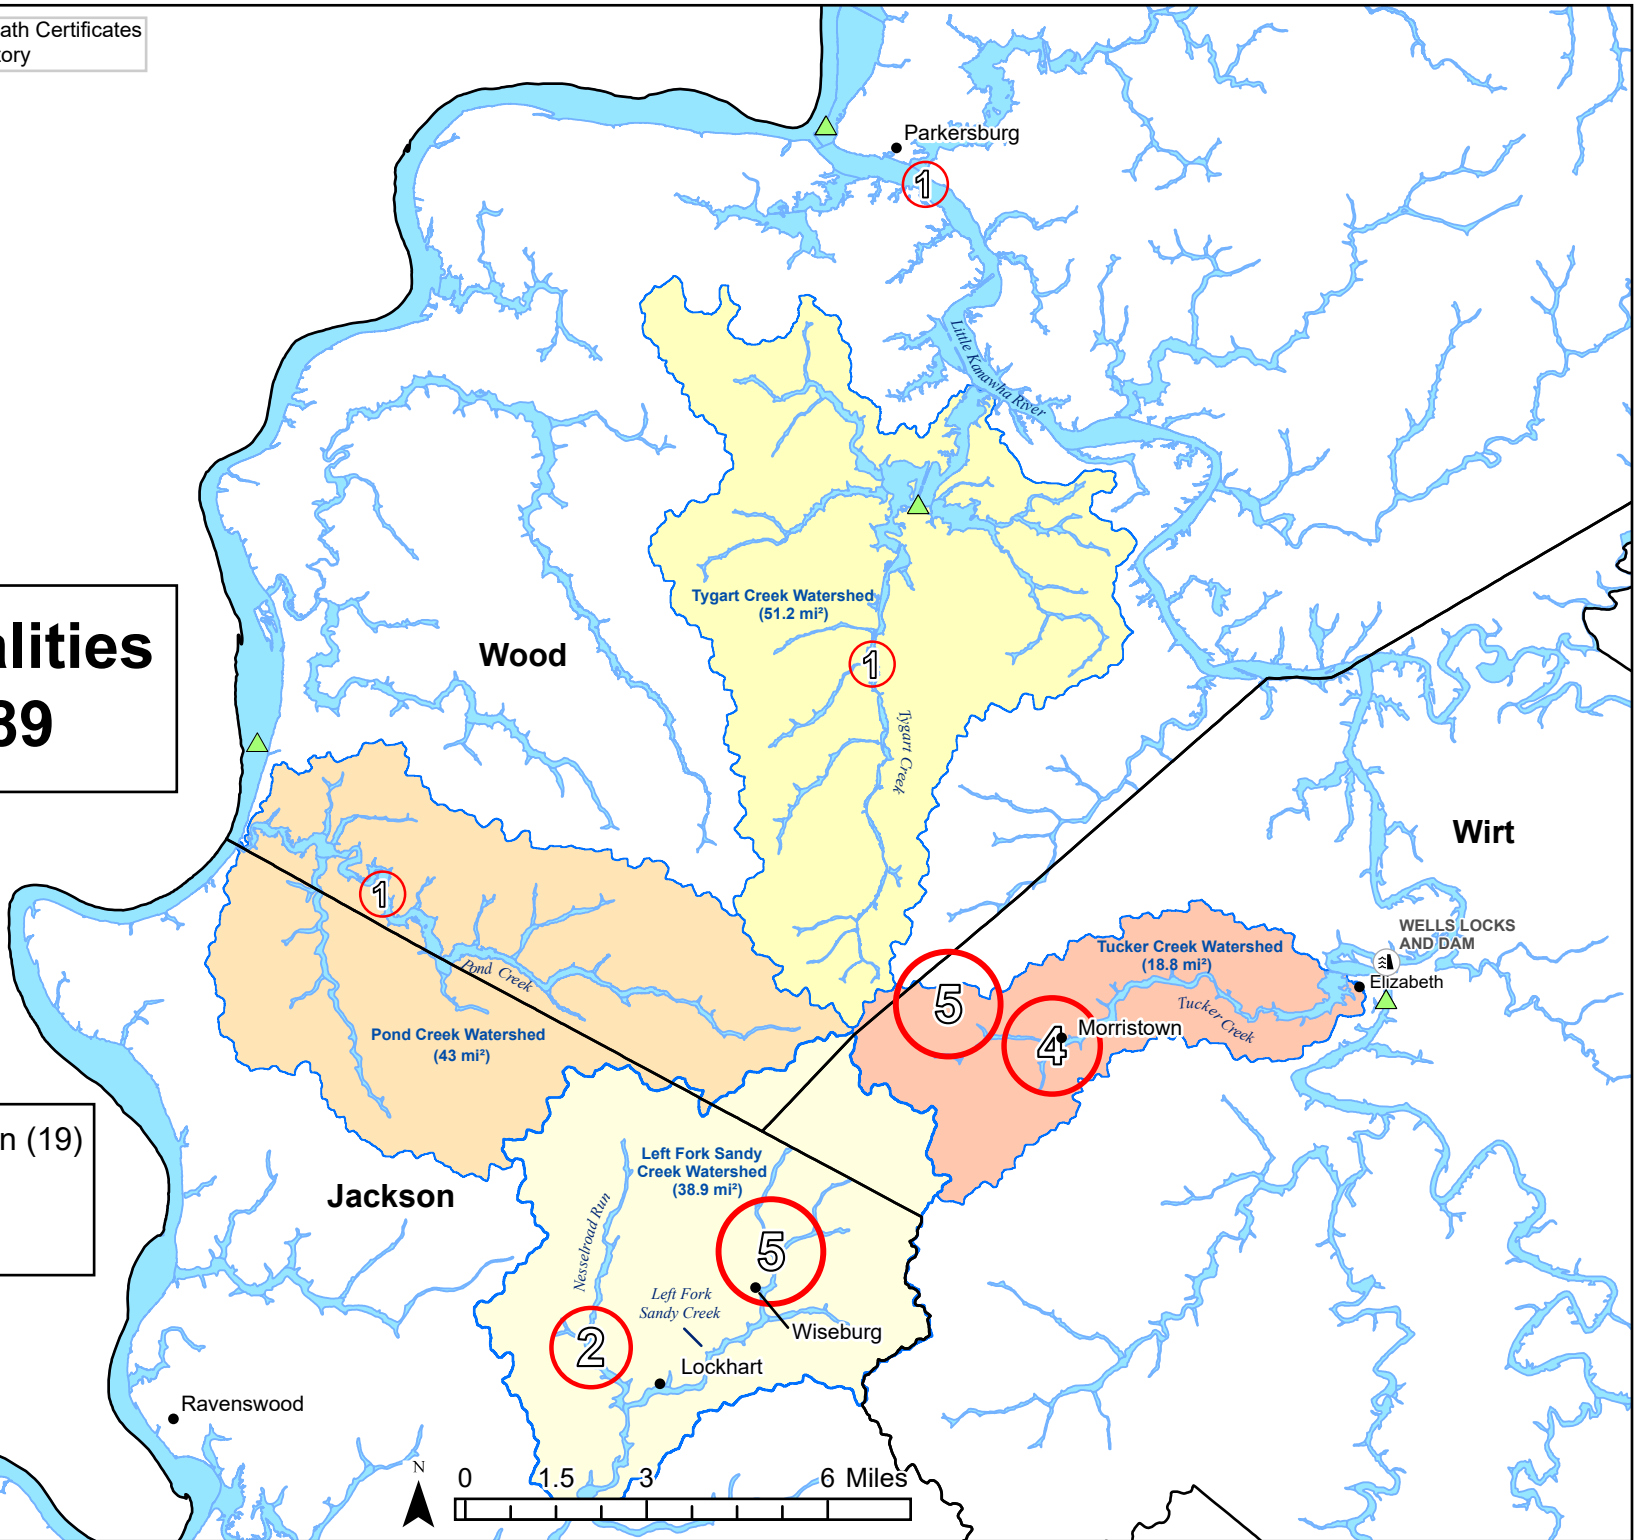 ath Certificates
tory
Parkersburg
1
Little Kanawha River
Tygart Creek Watershed
(51.2 mi²)
alities
89
Wood
1
Tygart Creek
Wirt
1
WELLS LOCKS
AND DAM
Elizabeth
Tucker Creek Watershed
(18.8 mi²)
Tucker Creek
Pond Creek
5
4
Morristown
Pond Creek Watershed
(43 mi²)
n (19)
Left Fork Sandy
Creek Watershed
(38.9 mi²)
Jackson
Nesselroad Run
5
Left Fork
Sandy Creek
Wiseburg
2
Lockhart
Ravenswood
N
0 1.5 3 6 Miles